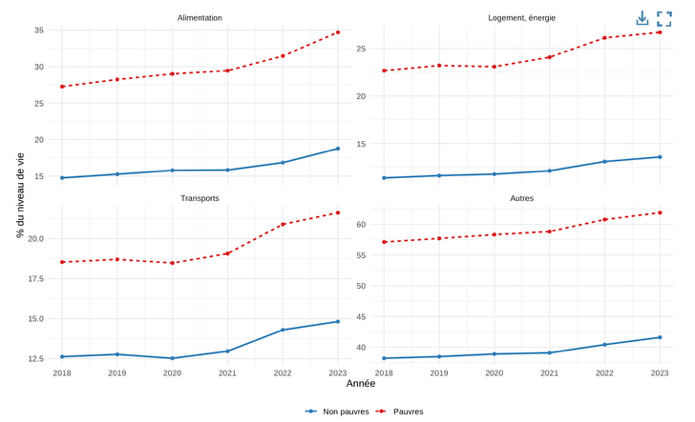 Alimentation
Logement, énergie
35
30
25
20
15
25
15
% du niveau de vie
Transports
Autres
20.0
17.5
15.0
12.5
60
55
50
45
40
2018 2019 2020 2021 2022 2023
2018 2019 2020 2021 2022 2023
Année
Non pauvres Pauvres